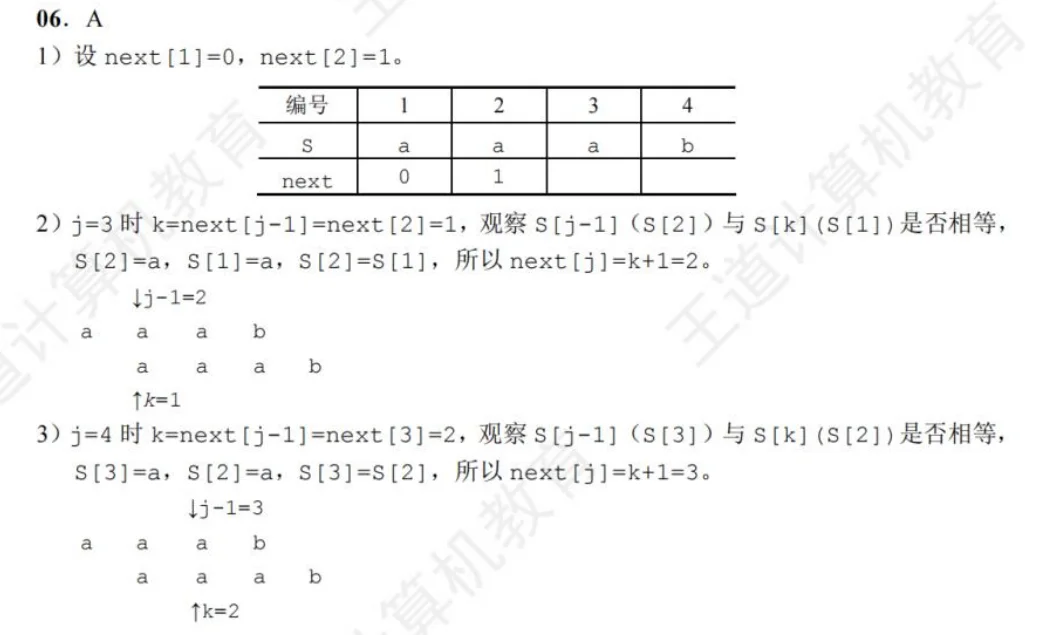 06. A
1）设 next[1]=0，next[2]=1。
编号 1 2 3 4
S a a a b
next 0 1
2）j=3 时 k=next[j-1]=next[2]=1，观察 S[j-1]（S[2]）与 S[k](S[1])是否相等，
S[2]=a，S[1]=a，S[2]=S[1]，所以 next[j]=k+1=2。
↓j-1=2
a a a b
a a a b
↑k=1
3）j=4 时 k=next[j-1]=next[3]=2，观察 S[j-1]（S[3]）与 S[k](S[2])是否相等，
S[3]=a，S[2]=a，S[3]=S[2]，所以 next[j]=k+1=3。
↓j-1=3
a a a b
a a a b
↑k=2
王道计算机教育